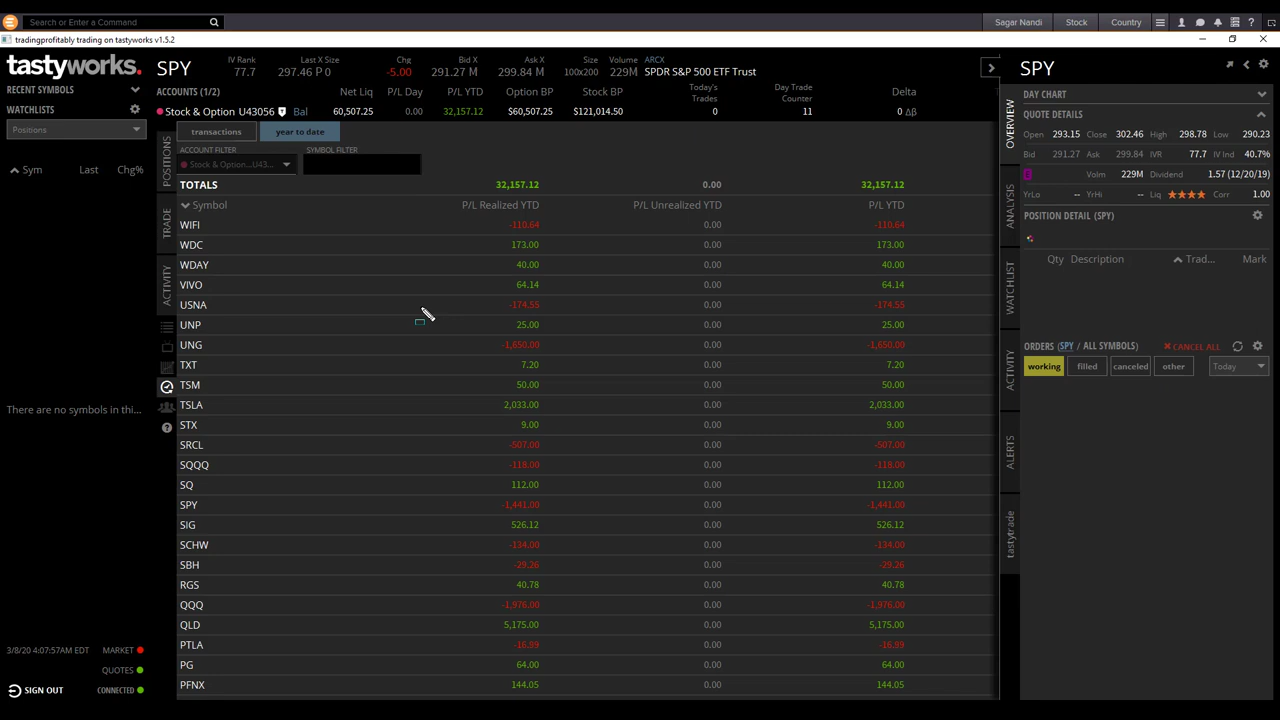 Search or Enter a Command
Sagar Nandi Stock Country
tradingprofitably trading on tastyworks v1.5.2
tastyworks.
SPY
IV Rank 77.7
Last X Size 297.46 P 0
Chg -5.00
Bid X 291.27 M
Ask X 299.84 M
Size 100x200
Volume 229M
ARCX
SPDR S&P 500 ETF Trust
SPY
RECENT SYMBOLS
WATCHLISTS
Positions
Sym Last Chg%
There are no symbols in thi...
ACCOUNTS (1/2) Net Liq P/L Day P/L YTD Option BP Stock BP Today's Trades Day Trade Counter Delta
Stock & Option U43056 Bal 60,507.25 0.00 32,157.12 $60,507.25 $121,014.50 0 11 0 Δβ
POSITIONS
TRADE
ACTIVITY
transactions year to date
ACCOUNT FILTER SYMBOL FILTER
Stock & Option...U43...
TOTALS 32,157.12 0.00 32,157.12
Symbol P/L Realized YTD P/L Unrealized YTD P/L YTD
WIFI -110.64 0.00 -110.64
WDC 173.00 0.00 173.00
WDAY 40.00 0.00 40.00
VIVO 64.14 0.00 64.14
USNA -174.55 0.00 -174.55
UNP 25.00 0.00 25.00
UNG -1,650.00 0.00 -1,650.00
TXT 7.20 0.00 7.20
TSM 50.00 0.00 50.00
TSLA 2,033.00 0.00 2,033.00
STX 9.00 0.00 9.00
SRCL -507.00 0.00 -507.00
SQQQ -118.00 0.00 -118.00
SQ 112.00 0.00 112.00
SPY -1,441.00 0.00 -1,441.00
SIG 526.12 0.00 526.12
SCHW -134.00 0.00 -134.00
SBH -29.26 0.00 -29.26
RGS 40.78 0.00 40.78
QQQ -1,976.00 0.00 -1,976.00
QLD 5,175.00 0.00 5,175.00
PTLA -16.99 0.00 -16.99
PG 64.00 0.00 64.00
PFNX 144.05 0.00 144.05
OVERVIEW
ANALYSIS
WATCHLIST
ACTIVITY
ALERTS
tastytrade
DAY CHART
QUOTE DETAILS
Open 293.15 Close 302.46 High 298.78 Low 290.23
Bid 291.27 Ask 299.84 IVR 77.7 IV Ind 40.7%
E Volm 229M Dividend 1.57 (12/20/19)
YrLo -- YrHi -- Liq ★★★★ Corr 1.00
POSITION DETAIL (SPY)
Qty Description Trad... Mark
ORDERS (SPY / ALL SYMBOLS) CANCEL ALL
working filled canceled other Today
3/8/20 4:07:57AM EDT MARKET
QUOTES
SIGN OUT CONNECTED